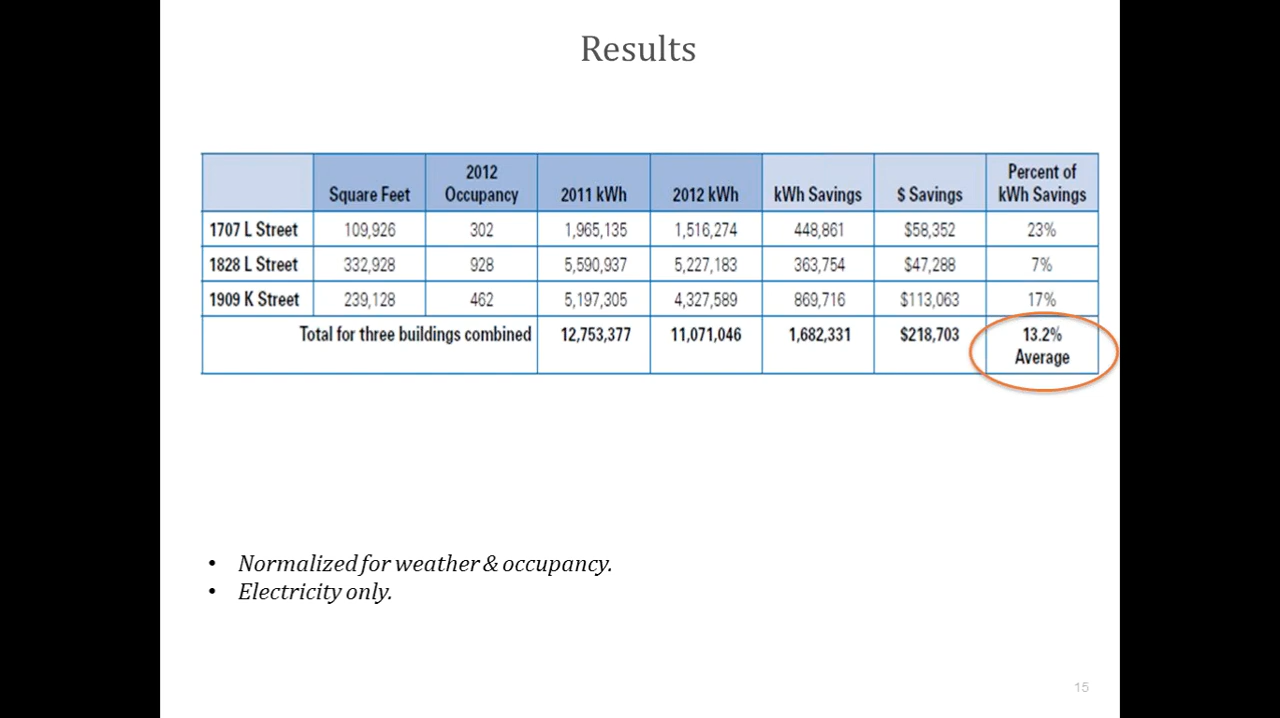 Results
Square Feet 2012 Occupancy 2011 kWh 2012 kWh kWh Savings $ Savings Percent of kWh Savings
1707 L Street 109,926 302 1,965,135 1,516,274 448,861 $58,352 23%
1828 L Street 332,928 928 5,590,937 5,227,183 363,754 $47,288 7%
1909 K Street 239,128 462 5,197,305 4,327,589 869,716 $113,063 17%
Total for three buildings combined 12,753,377 11,071,046 1,682,331 $218,703 13.2% Average
• Normalized for weather & occupancy.
• Electricity only.
15